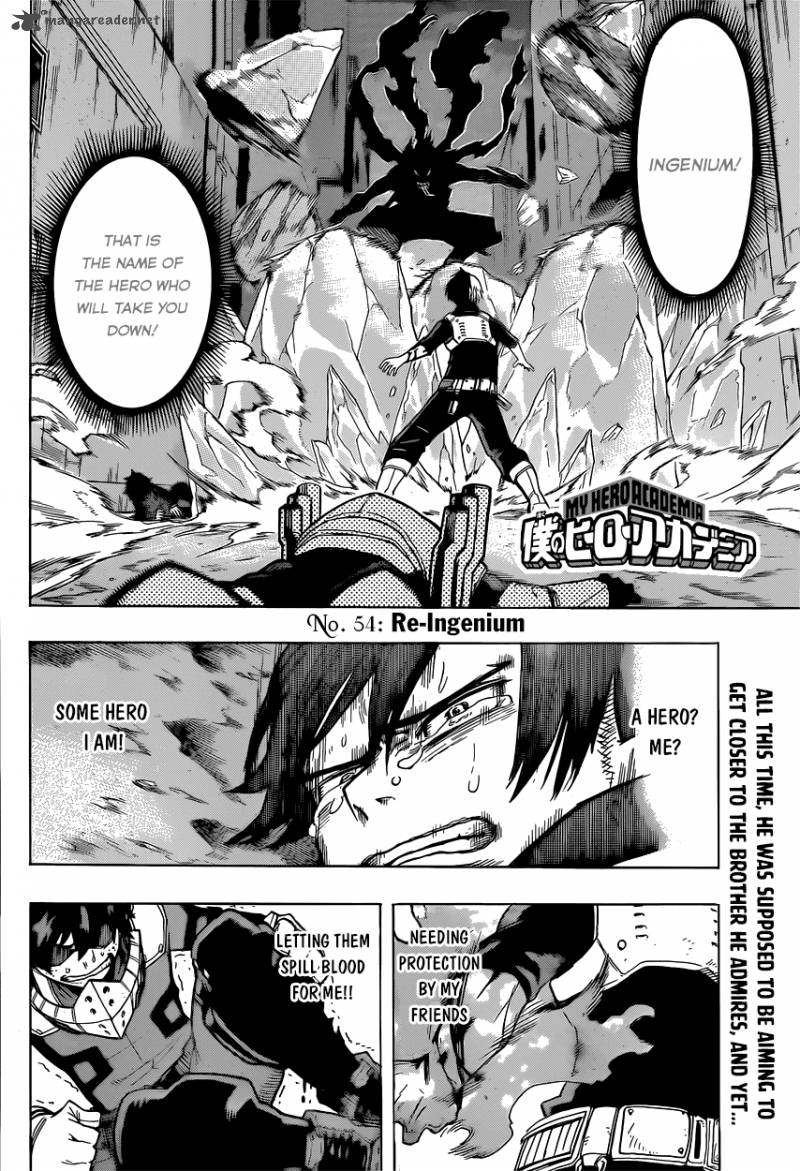 mangareader.net
INGENIUM!
THAT IS
THE NAME OF
THE HERO WHO
WILL TAKE YOU
DOWN!
MY HERO ACADEMIA
僕のヒーローアカデミア
No. 54: Re-Ingenium
ALL THIS TIME, HE WAS SUPPOSED TO BE AIMING TO
GET CLOSER TO THE BROTHER HE ADMIRES, AND YET...
A HERO?
ME?
SOME HERO
I AM!
NEEDING
PROTECTION
BY MY
FRIENDS
LETTING THEM
SPILL BLOOD
FOR ME!!